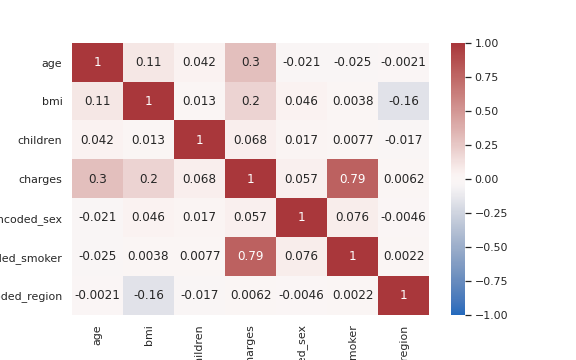 age 1 0.11 0.042 0.3 -0.021 -0.025 -0.0021
bmi 0.11 1 0.013 0.2 0.046 0.0038 -0.16
children 0.042 0.013 1 0.068 0.017 0.0077 -0.017
charges 0.3 0.2 0.068 1 0.057 0.79 0.0062
ncoded_sex -0.021 0.046 0.017 0.057 1 0.076 -0.0046
ded_smoker -0.025 0.0038 0.0077 0.79 0.076 1 0.0022
ded_region -0.0021 -0.16 -0.017 0.0062 -0.0046 0.0022 1
age bmi ildren harges ed_sex moker region
1.00
0.75
0.50
0.25
0.00
−0.25
−0.50
−0.75
−1.00